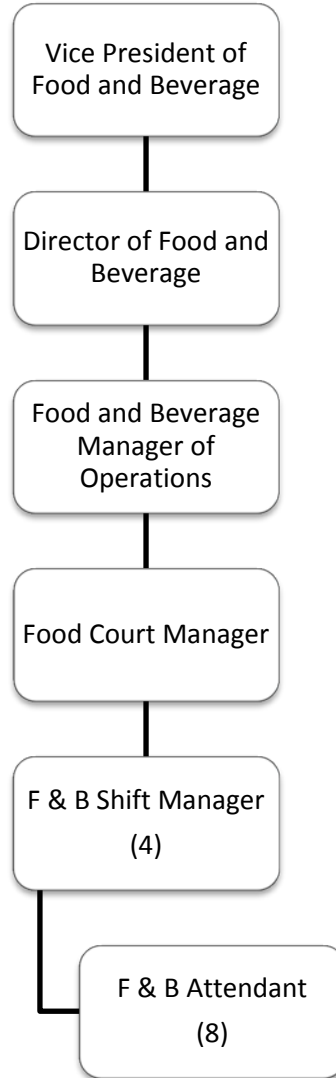 Vice President of
Food and Beverage
Director of Food and
Beverage
Food and Beverage
Manager of
Operations
Food Court Manager
F & B Shift Manager
(4)
F & B Attendant
(8)